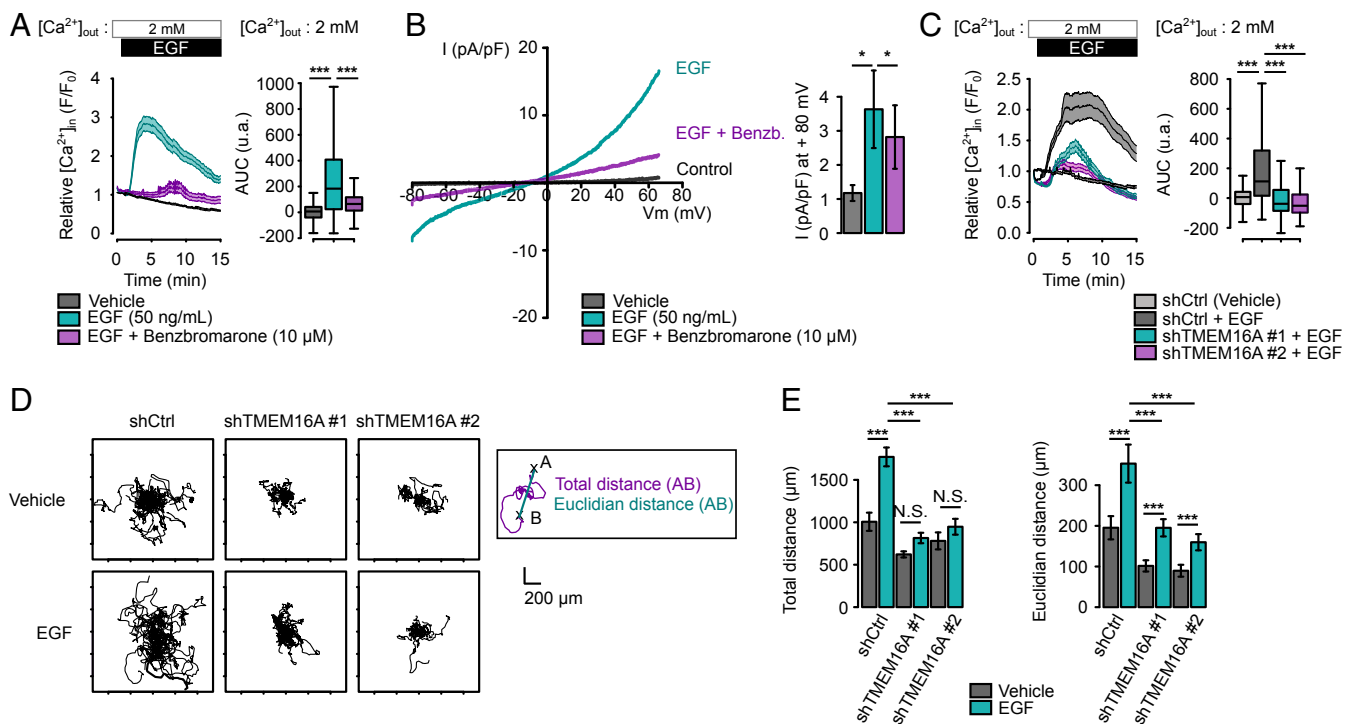 A
[Ca2+]out :
2 mM
EGF
[Ca2+]out : 2 mM
Relative [Ca2+]in (F/F0)
4
3
2
1
0
0 5 10 15
Time (min)
AUC (u.a.)
1000
800
600
400
200
0
-200
*** ***
Vehicle
EGF (50 ng/mL)
EGF + Benzbromarone (10 µM)
B
I (pA/pF)
20
10
-10
-20
-80 -60 -40 -20 0 20 40 60 80
Vm (mV)
EGF
EGF + Benzb.
Control
I (pA/pF) at + 80 mV
4
3
2
1
0
* *
Vehicle
EGF (50 ng/mL)
EGF + Benzbromarone (10 µM)
C
[Ca2+]out :
2 mM
EGF
[Ca2+]out : 2 mM
Relative [Ca2+]in (F/F0)
2.5
2.0
1.5
1.0
0.5
0.0
0 5 10 15
Time (min)
AUC (u.a.)
800
600
400
200
0
-200
***
*** ***
shCtrl (Vehicle)
shCtrl + EGF
shTMEM16A #1 + EGF
shTMEM16A #2 + EGF
D
shCtrl shTMEM16A #1 shTMEM16A #2
Vehicle
EGF
A
Total distance (AB)
Euclidian distance (AB)
B
200 µm
E
Total distance (µm)
1500
1000
500
0
***
***
***
N.S.
N.S.
shCtrl
shTMEM16A #1
shTMEM16A #2
Euclidian distance (µm)
300
200
100
0
***
***
***
***
***
shCtrl
shTMEM16A #1
shTMEM16A #2
Vehicle
EGF